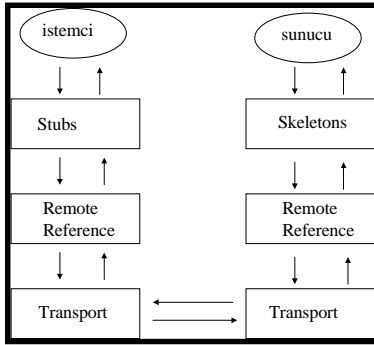 istemci
sunucu
Stubs
Skeletons
Remote
Reference
Remote
Reference
Transport
Transport